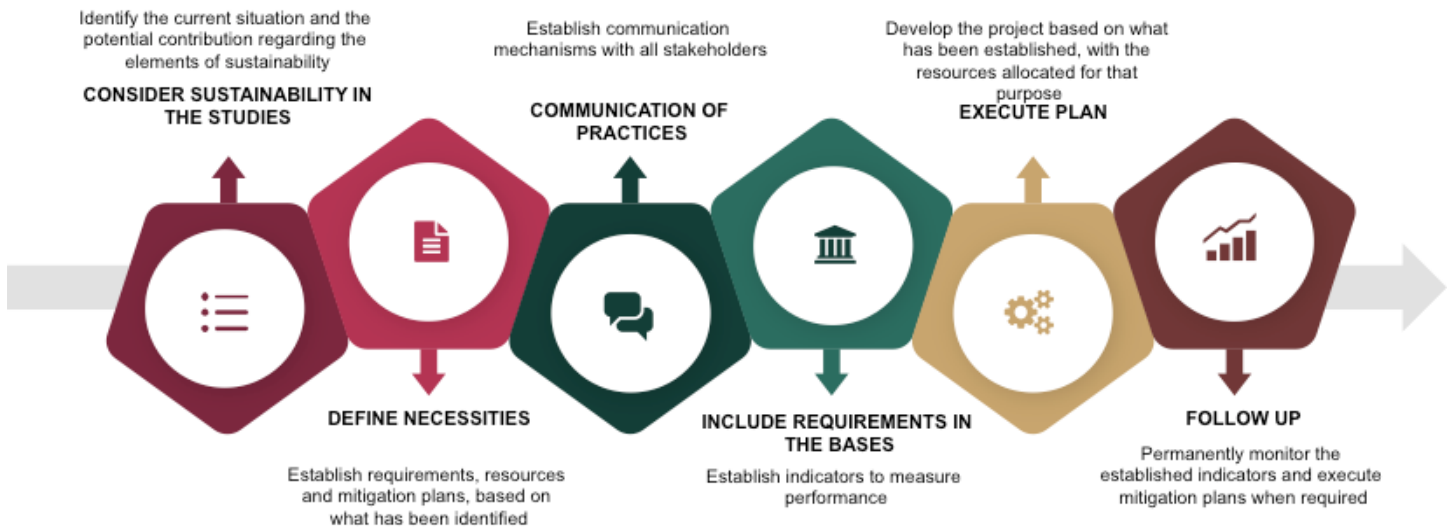 Identify the current situation and the
potential contribution regarding the
elements of sustainability
CONSIDER SUSTAINABILITY IN
THE STUDIES
DEFINE NECESSITIES
Establish requirements, resources
and mitigation plans, based on
what has been identified
Establish communication
mechanisms with all stakeholders
COMMUNICATION OF
PRACTICES
INCLUDE REQUIREMENTS IN
THE BASES
Establish indicators to measure
performance
Develop the project based on what
has been established, with the
resources allocated for that
purpose
EXECUTE PLAN
FOLLOW UP
Permanently monitor the
established indicators and execute
mitigation plans when required